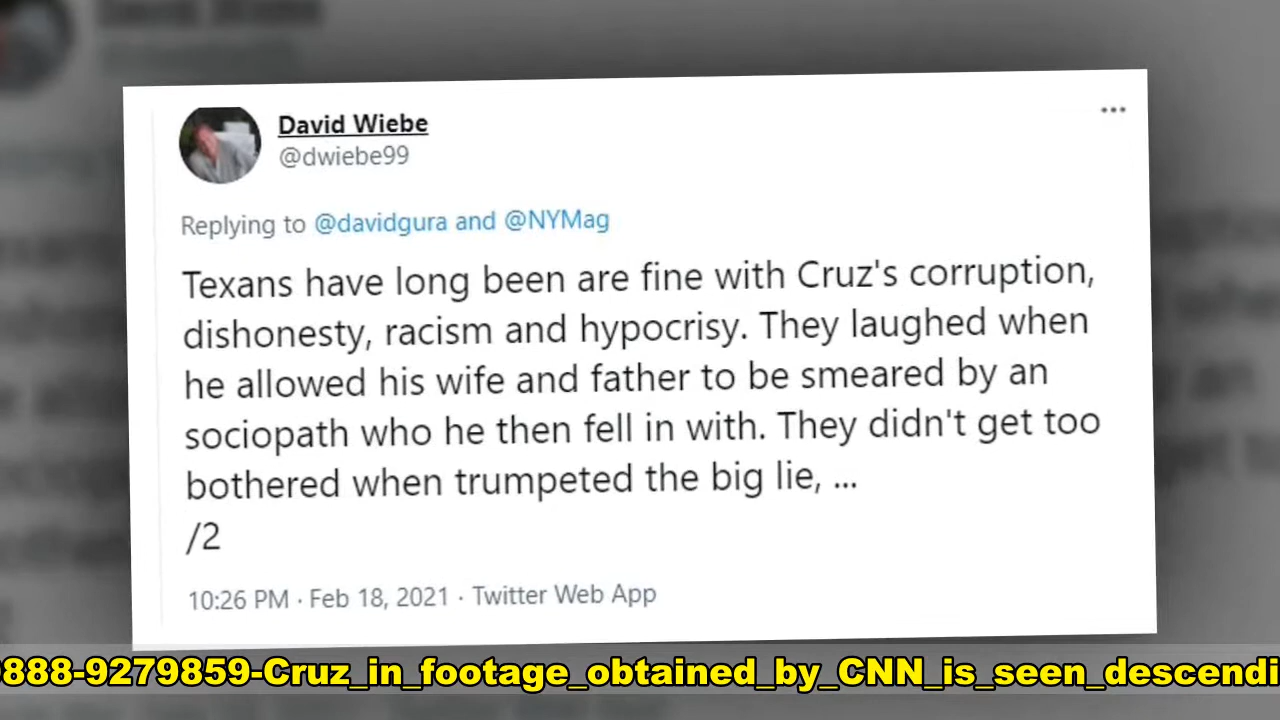 David Wiebe
@dwiebe99
Replying to @davidgura and @NYMag
Texans have long been are fine with Cruz's corruption,
dishonesty, racism and hypocrisy. They laughed when
he allowed his wife and father to be smeared by an
sociopath who he then fell in with. They didn't get too
bothered when trumpeted the big lie, ...
/2
10:26 PM · Feb 18, 2021 · Twitter Web App
888-9279859-Cruz_in_footage_obtained_by_CNN_is_seen_descendi